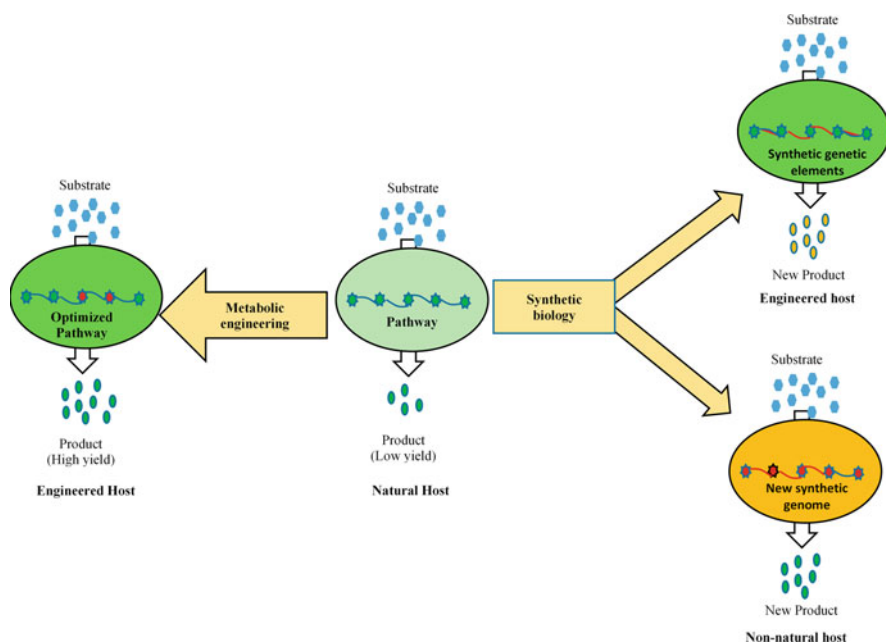 Substrate
Optimized
Pathway
Product
(High yield)
Engineered Host
Metabolic
engineering
Substrate
Pathway
Product
(Low yield)
Natural Host
Synthetic
biology
Substrate
Synthetic genetic
elements
New Product
Engineered host
Substrate
New synthetic
genome
New Product
Non-natural host